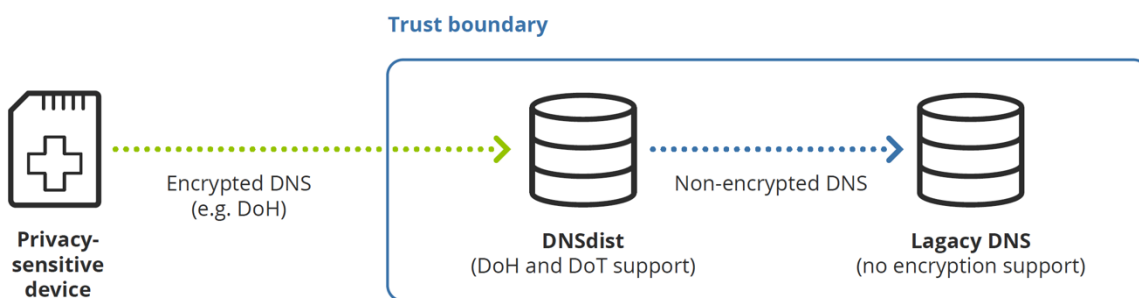 Trust boundary
Encrypted DNS
(e.g. DoH)
Non-encrypted DNS
Privacy-
sensitive
device
DNSdist
(DoH and DoT support)
Lagacy DNS
(no encryption support)